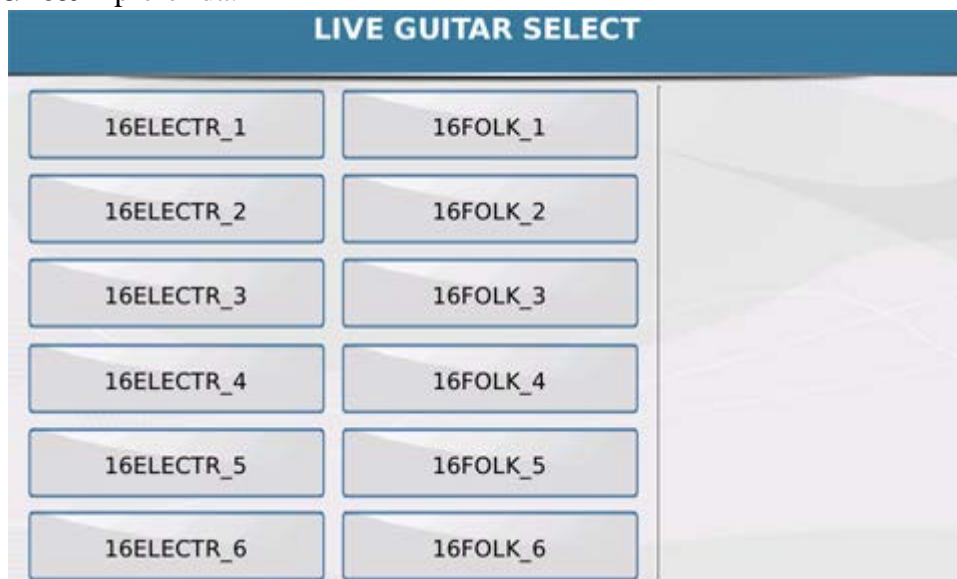 LIVE GUITAR SELECT
16ELECTR_1 16FOLK_1
16ELECTR_2 16FOLK_2
16ELECTR_3 16FOLK_3
16ELECTR_4 16FOLK_4
16ELECTR_5 16FOLK_5
16ELECTR_6 16FOLK_6